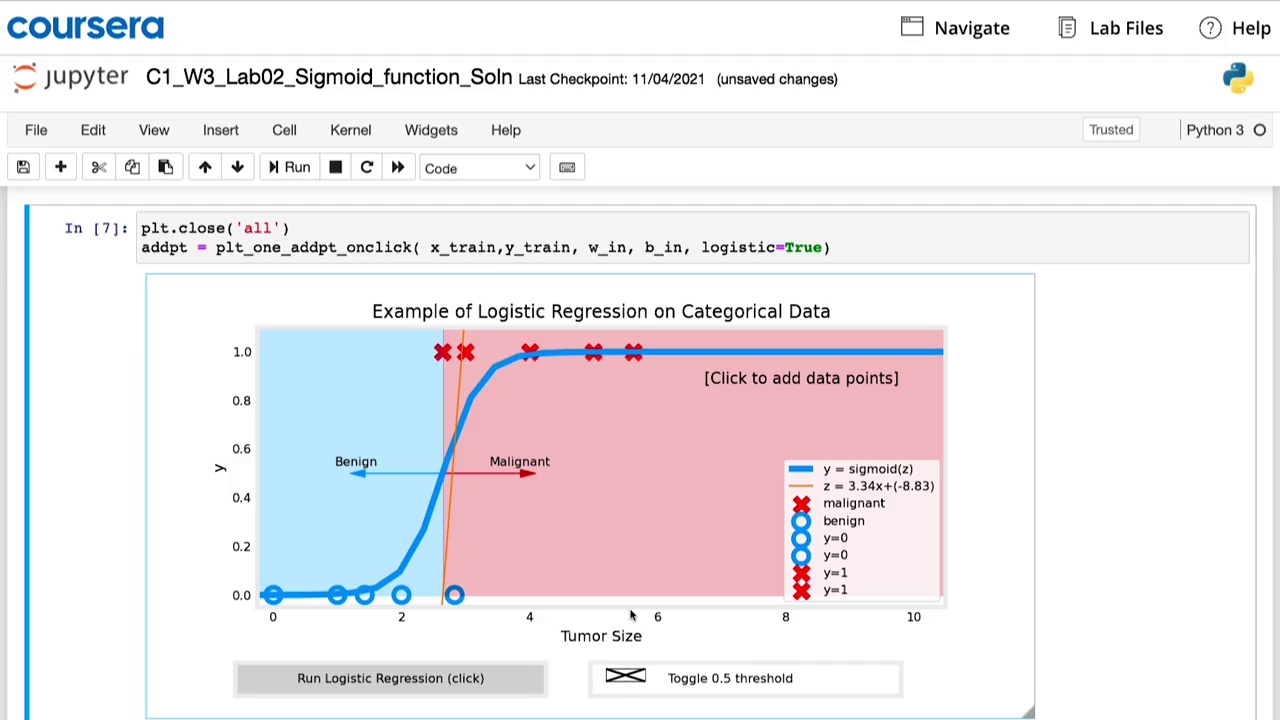 coursera Navigate Lab Files Help
jupyter C1_W3_Lab02_Sigmoid_function_Soln Last Checkpoint: 11/04/2021 (unsaved changes)
File Edit View Insert Cell Kernel Widgets Help Trusted Python 3
Run Code
In [7]: plt.close('all')
addpt = plt_one_addpt_onclick( x_train,y_train, w_in, b_in, logistic=True)
Example of Logistic Regression on Categorical Data
1.0
[Click to add data points]
0.8
0.6
Benign Malignant
y
y = sigmoid(z)
z = 3.34x+(-8.83)
0.4
malignant
benign
y=0
0.2
y=0
y=1
y=1
0.0
0 2 4 6 8 10
Tumor Size
Run Logistic Regression (click) Toggle 0.5 threshold